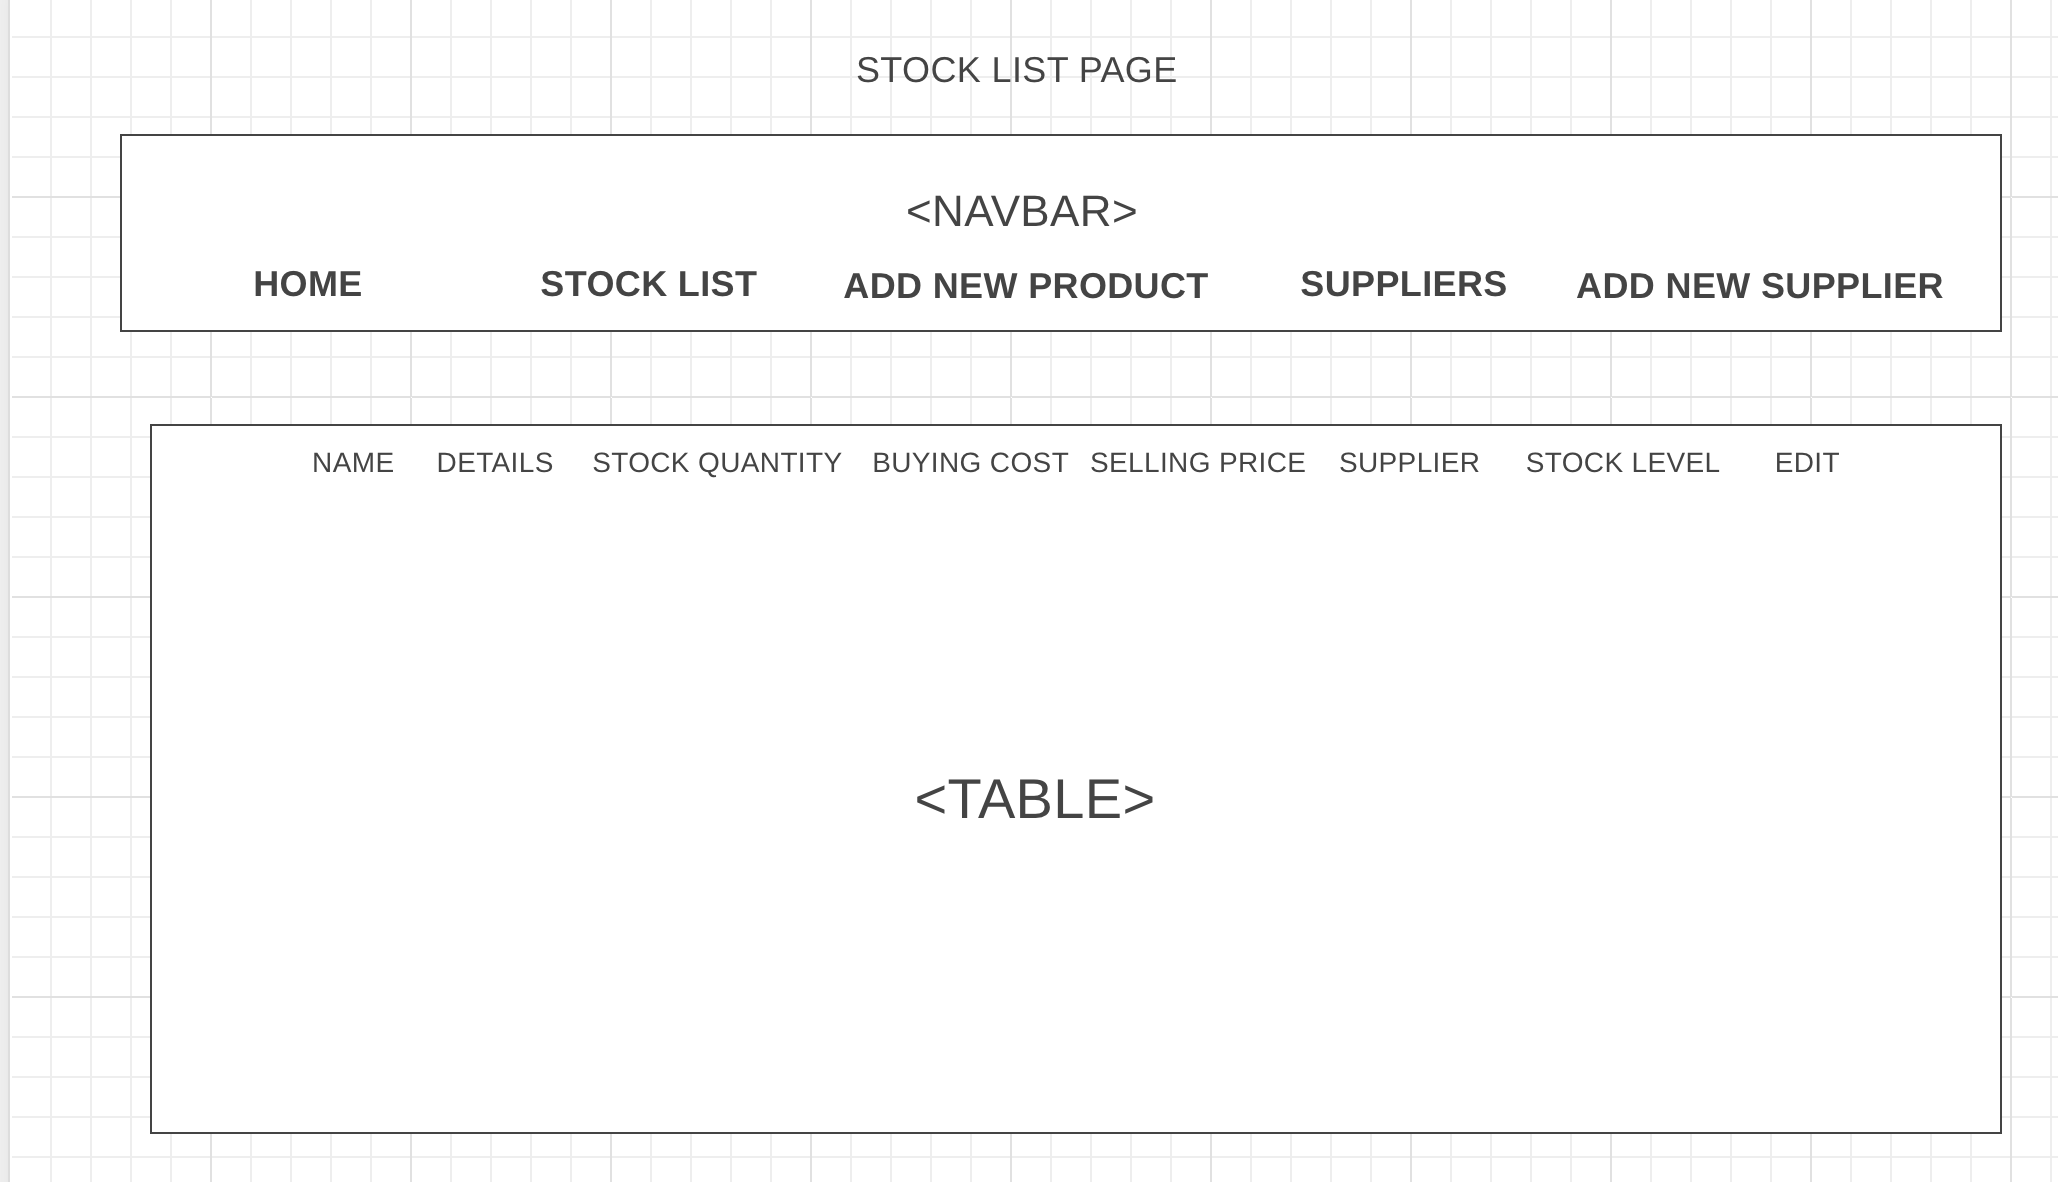 STOCK LIST PAGE
<NAVBAR>
HOME STOCK LIST ADD NEW PRODUCT SUPPLIERS ADD NEW SUPPLIER
NAME DETAILS STOCK QUANTITY BUYING COST SELLING PRICE SUPPLIER STOCK LEVEL EDIT
<TABLE>